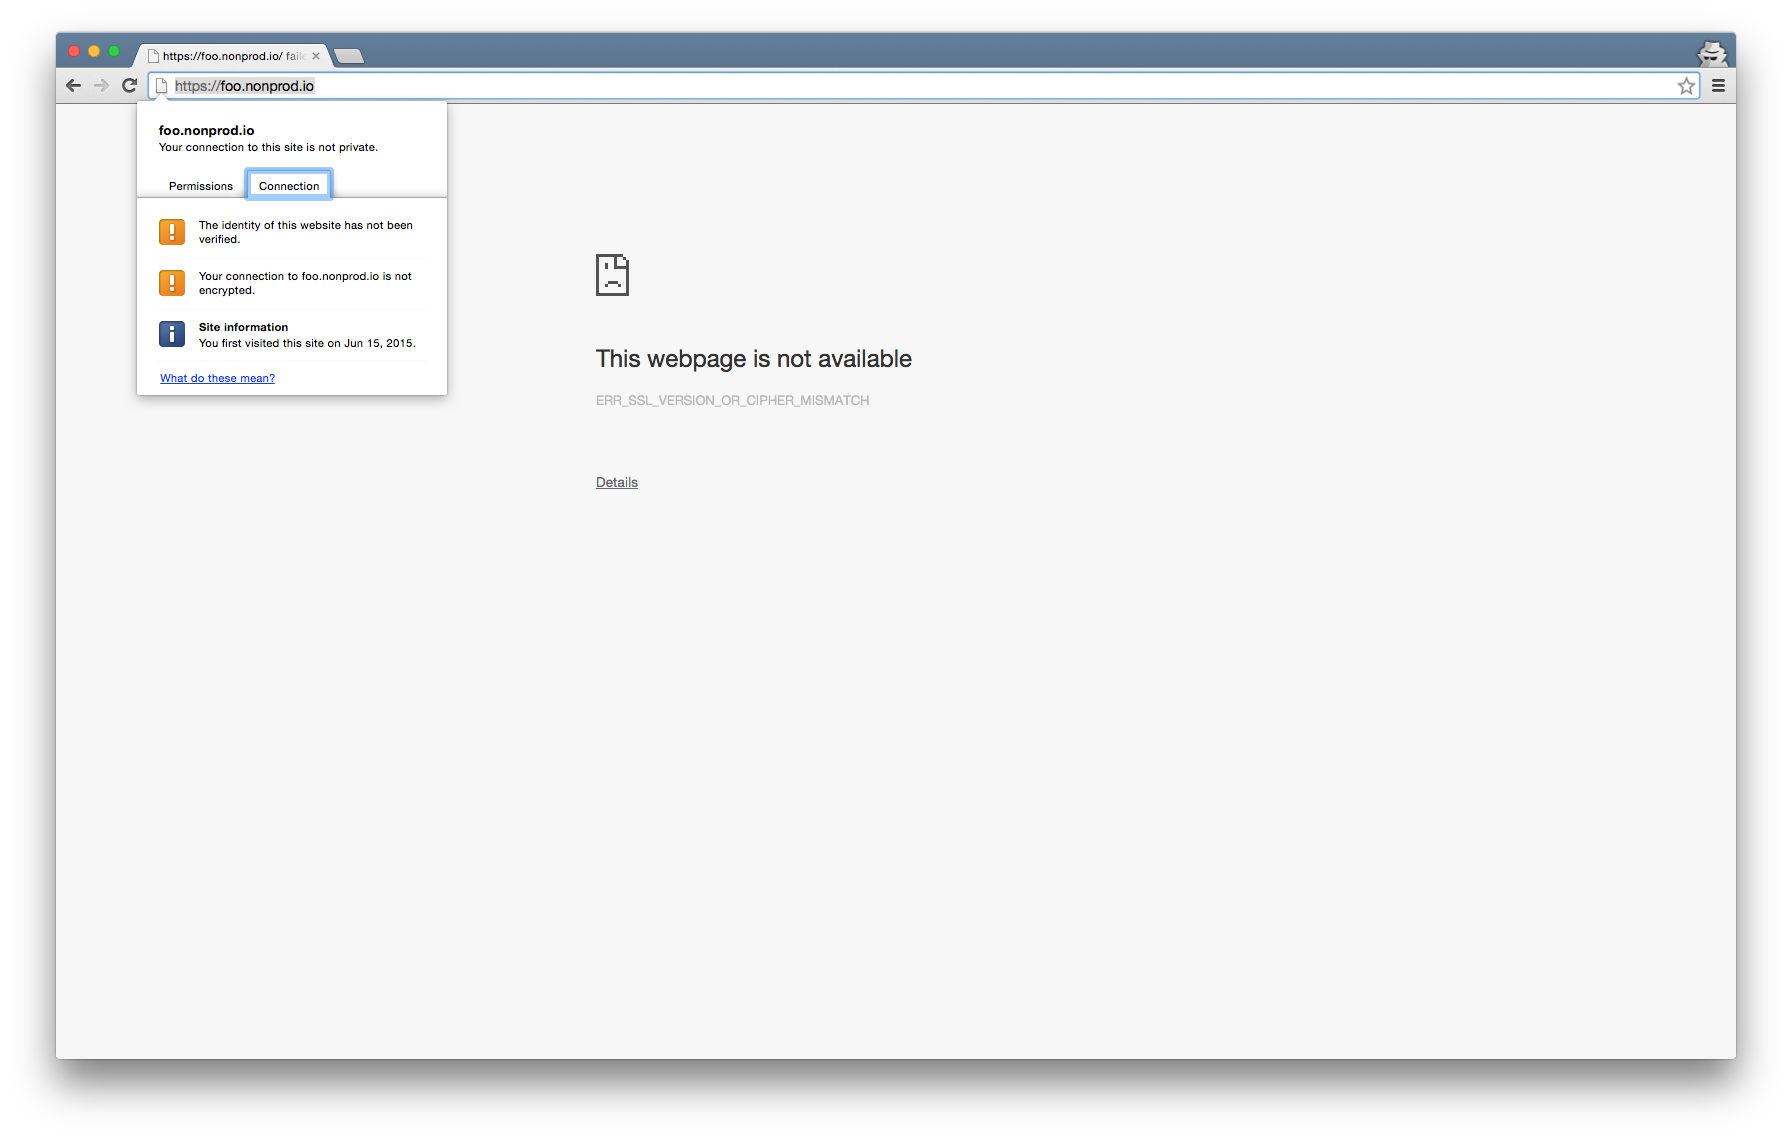 https://foo.nonprod.io/ faile
https://foo.nonprod.io
foo.nonprod.io
Your connection to this site is not private.
Permissions
Connection
The identity of this website has not been
verified.
Your connection to foo.nonprod.io is not
encrypted.
Site information
You first visited this site on Jun 15, 2015.
What do these mean?
This webpage is not available
ERR_SSL_VERSION_OR_CIPHER_MISMATCH
Details